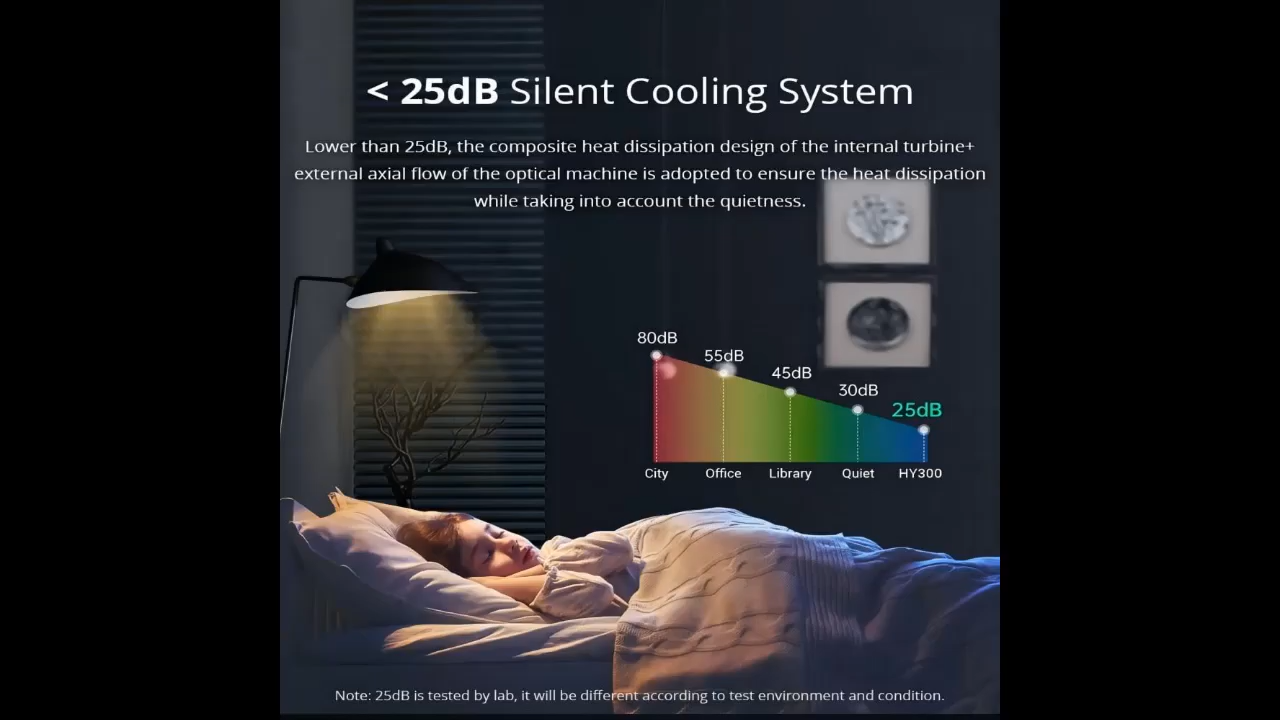 < 25dB Silent Cooling System
Lower than 25dB, the composite heat dissipation design of the internal turbine+
external axial flow of the optical machine is adopted to ensure the heat dissipation
while taking into account the quietness.
80dB
55dB
45dB
30dB
25dB
City Office Library Quiet HY300
Note: 25dB is tested by lab, it will be different according to test environment and condition.